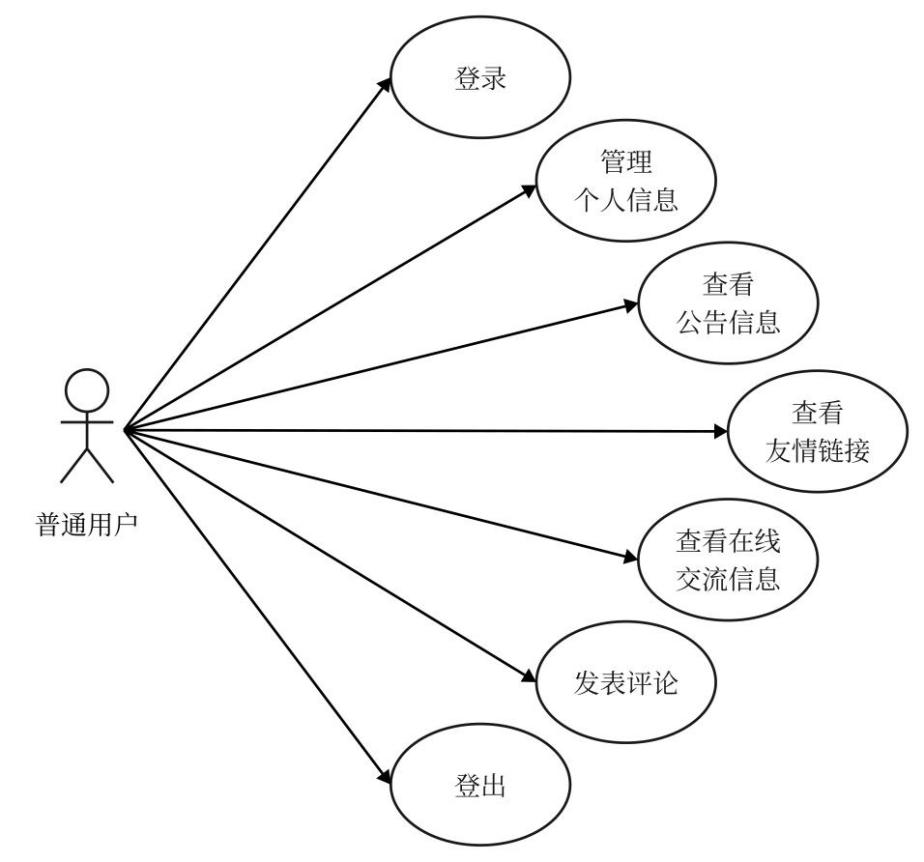 登录
管理
个人信息
查看
公告信息
查看
友情链接
普通用户
查看在线
交流信息
发表评论
登出